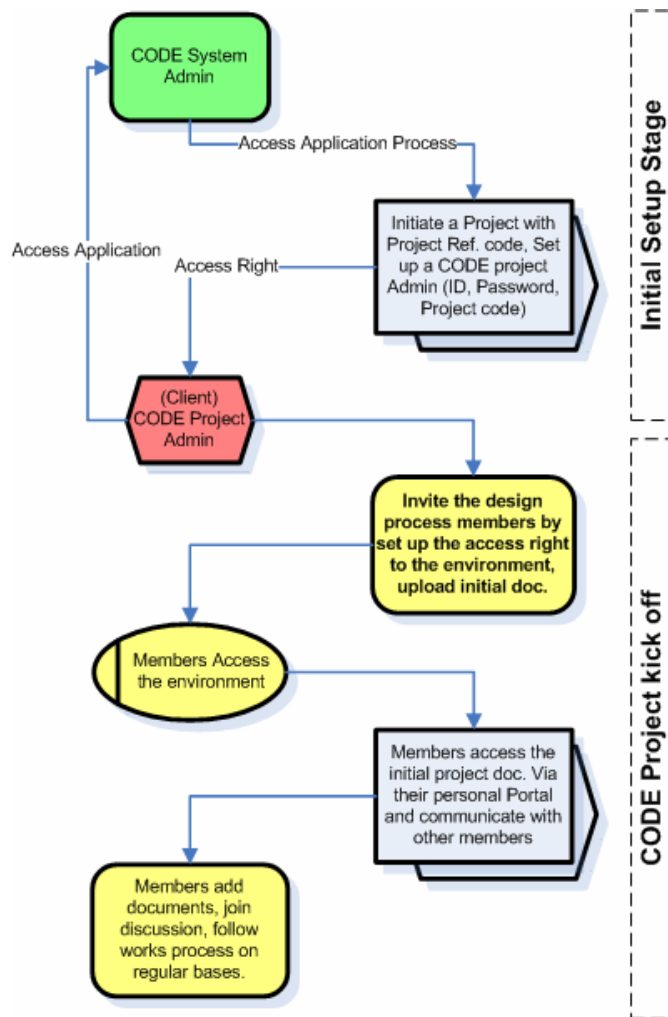 CODE System
Admin
Access Application Process
Initiate a Project with
Project Ref. code, Set
up a CODE project
Admin (ID, Password,
Project code)
Access Application
Access Right
(Client)
CODE Project
Admin
Initial Setup Stage
Invite the design
process members by
set up the access right
to the environment,
upload initial doc.
Members Access
the environment
Members access the
initial project doc. Via
their personal Portal
and communicate with
other members
Members add
documents, join
discussion, follow
works process on
regular bases.
CODE Project kick off